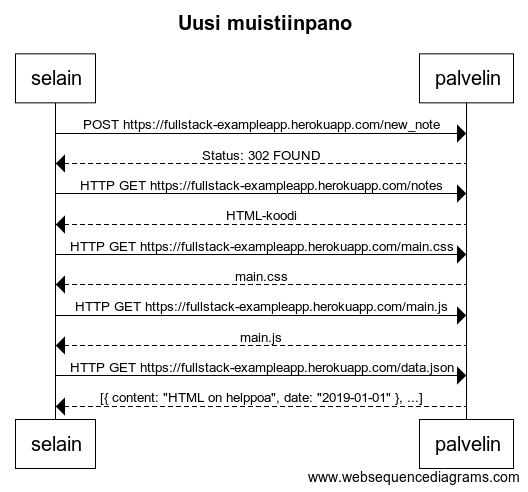 Uusi muistiinpano
selain palvelin
POST https://fullstack-exampleapp.herokuapp.com/new_note
Status: 302 FOUND
HTTP GET https://fullstack-exampleapp.herokuapp.com/notes
HTML-koodi
HTTP GET https://fullstack-exampleapp.herokuapp.com/main.css
main.css
HTTP GET https://fullstack-exampleapp.herokuapp.com/main.js
main.js
HTTP GET https://fullstack-exampleapp.herokuapp.com/data.json
[{ content: "HTML on helppoa", date: "2019-01-01" }, ...]
selain palvelin
www.websequencediagrams.com